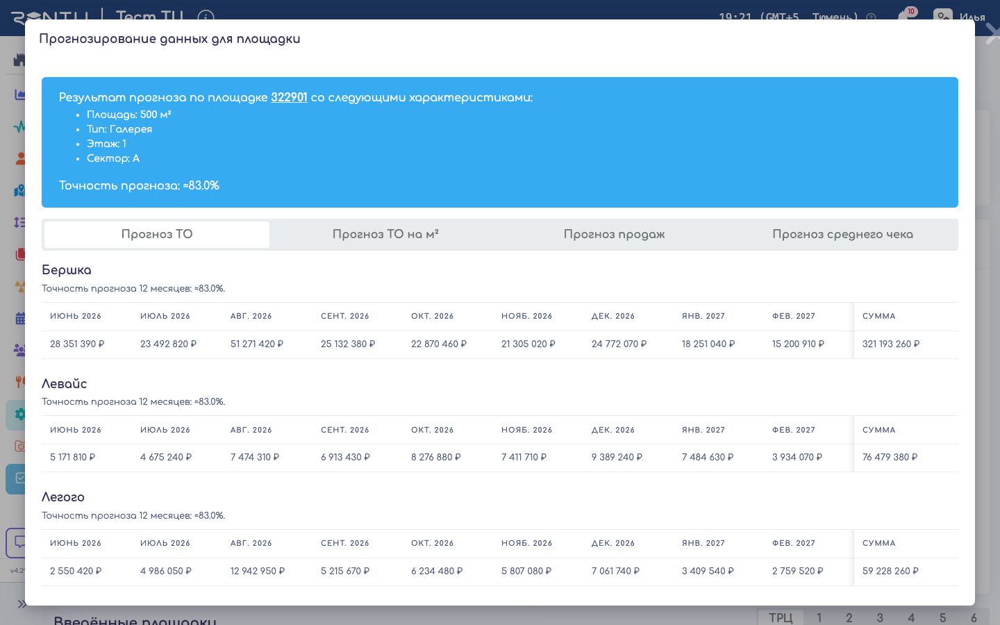 Тест ТЦ
19:21 (GMT+5, Тюмень)
10
Илья
Прогнозирование данных для площадки
Результат прогноза по площадке 322901 со следующими характеристиками:
• Площадь: 500 м²
• Тип: Галерея
• Этаж: 1
• Сектор: А
Точность прогноза: ≈83.0%
Прогноз ТО Прогноз ТО на м² Прогноз продаж Прогноз среднего чека
Бершка
Точность прогноза 12 месяцев: ≈83.0%.
ИЮНЬ 2026 ИЮЛЬ 2026 АВГ. 2026 СЕНТ. 2026 ОКТ. 2026 НОЯБ. 2026 ДЕК. 2026 ЯНВ. 2027 ФЕВ. 2027 СУММА
28 351 390 ₽ 23 492 820 ₽ 51 271 420 ₽ 25 132 380 ₽ 22 870 460 ₽ 21 305 020 ₽ 24 772 070 ₽ 18 251 040 ₽ 15 200 910 ₽ 321 193 260 ₽
Левайс
Точность прогноза 12 месяцев: ≈83.0%.
ИЮНЬ 2026 ИЮЛЬ 2026 АВГ. 2026 СЕНТ. 2026 ОКТ. 2026 НОЯБ. 2026 ДЕК. 2026 ЯНВ. 2027 ФЕВ. 2027 СУММА
5 171 810 ₽ 4 675 240 ₽ 7 474 310 ₽ 6 913 430 ₽ 8 276 880 ₽ 7 411 710 ₽ 9 389 240 ₽ 7 484 630 ₽ 3 934 070 ₽ 76 479 380 ₽
Легого
Точность прогноза 12 месяцев: ≈83.0%.
ИЮНЬ 2026 ИЮЛЬ 2026 АВГ. 2026 СЕНТ. 2026 ОКТ. 2026 НОЯБ. 2026 ДЕК. 2026 ЯНВ. 2027 ФЕВ. 2027 СУММА
2 550 420 ₽ 4 986 050 ₽ 12 942 950 ₽ 5 215 670 ₽ 6 234 480 ₽ 5 807 080 ₽ 7 061 740 ₽ 3 409 540 ₽ 2 759 520 ₽ 59 228 260 ₽
Введённые площадки
ТРЦ 1 2 3 4 5 6